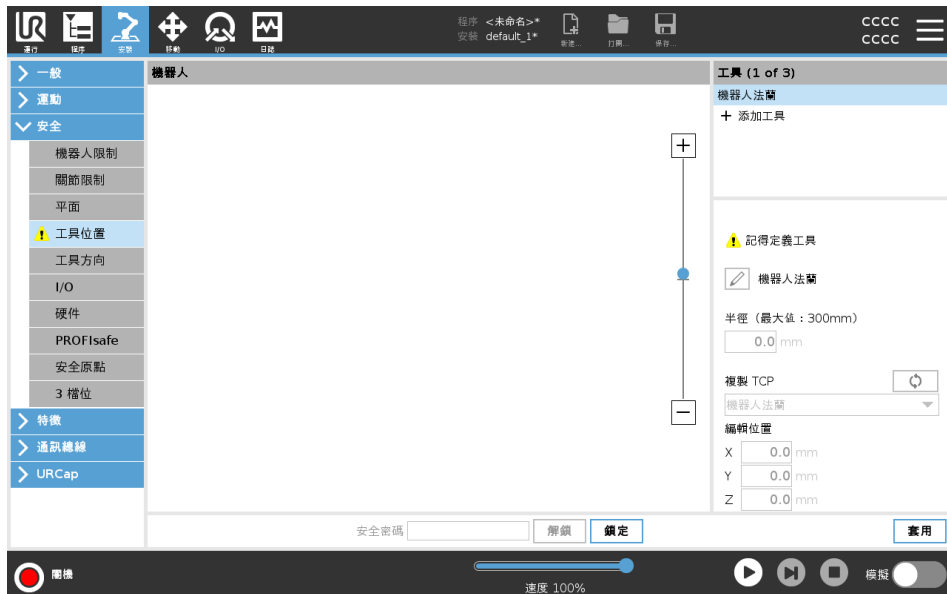 UR
運行
程序
安裝
移動
I/O
日誌
程序 <未命名>*
安裝 default_1*
新建...
打開...
保存...
cccc
cccc
一般
運動
安全
機器人限制
關節限制
平面
工具位置
工具方向
I/O
硬件
PROFIsafe
安全原點
3 檔位
特徵
通訊總線
URCap
機器人
工具 (1 of 3)
機器人法蘭
添加工具
記得定義工具
機器人法蘭
半徑（最大值：300mm）
0.0 mm
複製 TCP
機器人法蘭
編輯位置
X 0.0 mm
Y 0.0 mm
Z 0.0 mm
安全密碼
解鎖
鎖定
套用
關機
速度 100%
模擬